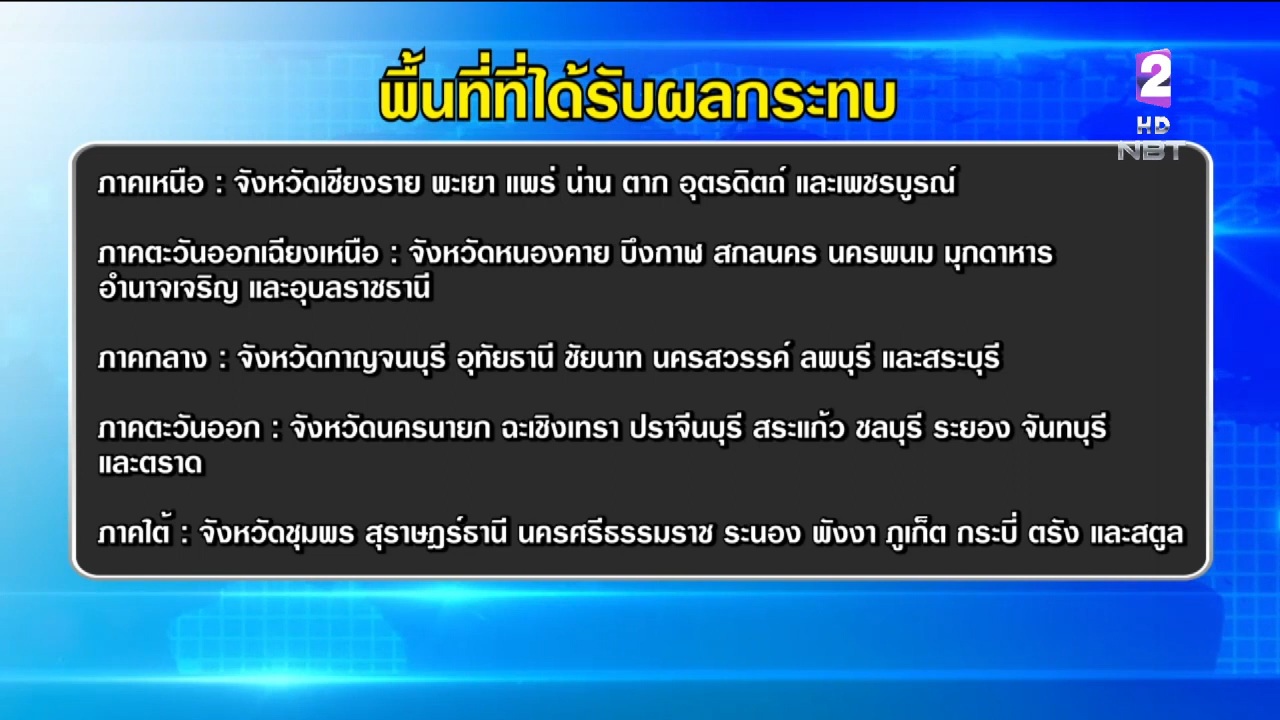 พื้นที่ที่ได้รับผลกระทบ
2
HD
NBT
ภาคเหนือ : จังหวัดเชียงราย พะเยา แพร่ น่าน ตาก อุตรดิตถ์ และเพชรบูรณ์
ภาคตะวันออกเฉียงเหนือ : จังหวัดหนองคาย บึงกาฬ สกลนคร นครพนม มุกดาหาร
อำนาจเจริญ และอุบลราชธานี
ภาคกลาง : จังหวัดกาญจนบุรี อุทัยธานี ชัยนาท นครสวรรค์ ลพบุรี และสระบุรี
ภาคตะวันออก : จังหวัดนครนายก ฉะเชิงเทรา ปราจีนบุรี สระแก้ว ชลบุรี ระยอง จันทบุรี
และตราด
ภาคใต้ : จังหวัดชุมพร สุราษฎร์ธานี นครศรีธรรมราช ระนอง พังงา ภูเก็ต กระบี่ ตรัง และสตูล